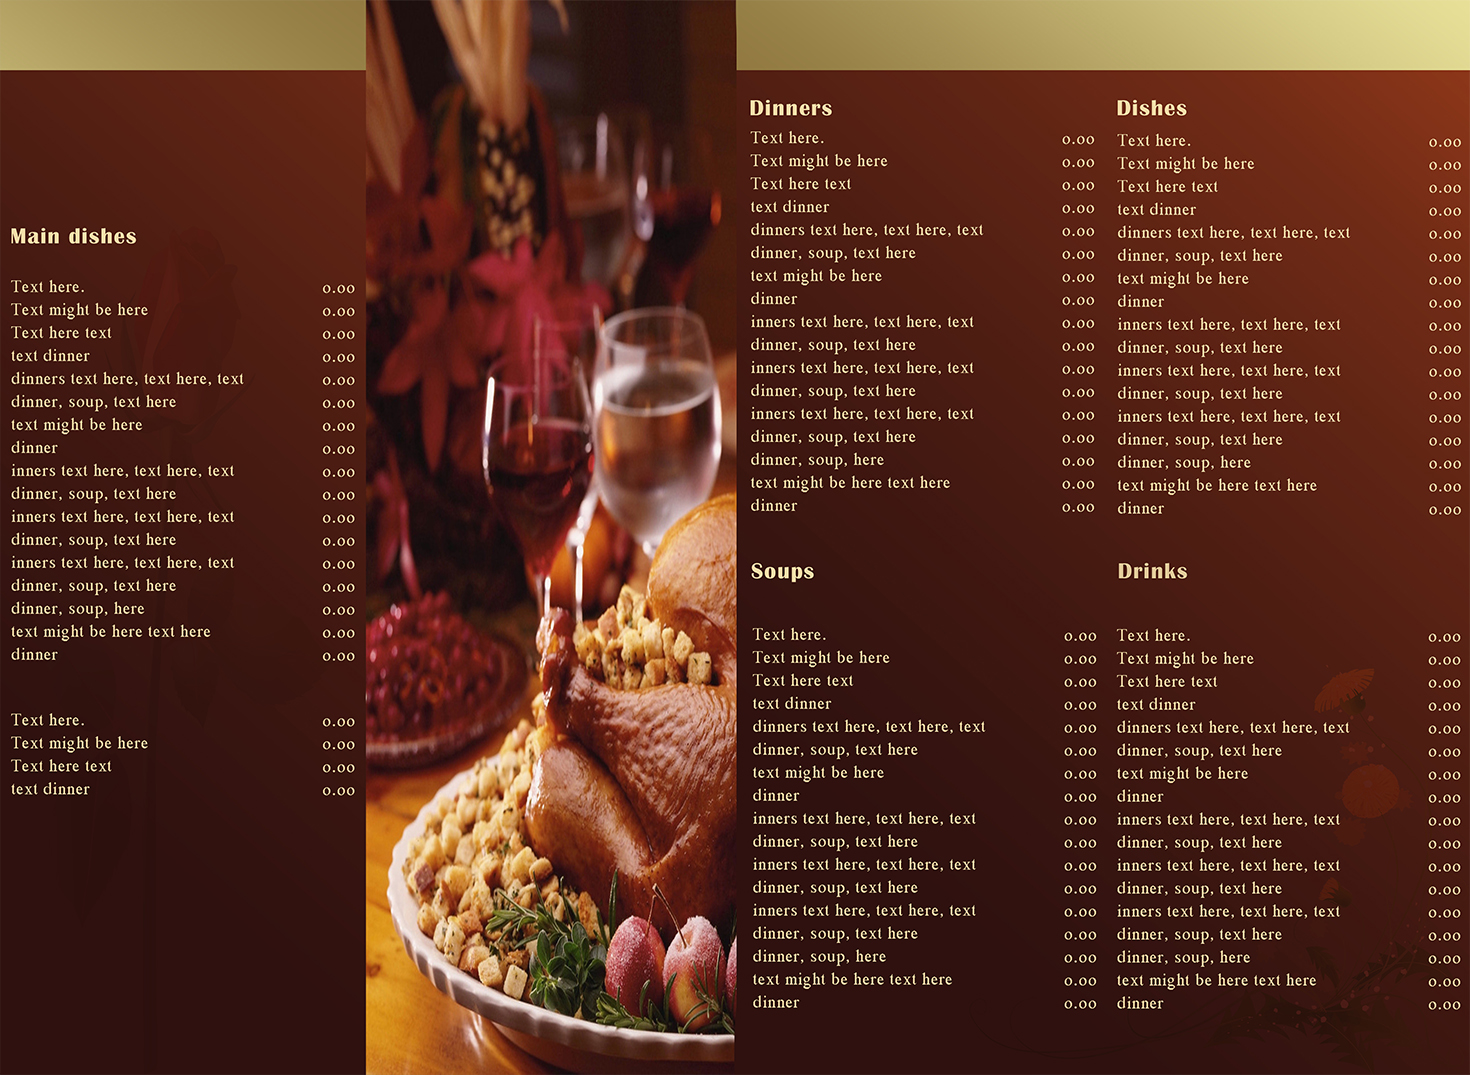 Main dishes
Text here. 0.00
Text might be here 0.00
Text here text 0.00
text dinner 0.00
dinners text here, text here, text 0.00
dinner, soup, text here 0.00
text might be here 0.00
dinner 0.00
inners text here, text here, text 0.00
dinner, soup, text here 0.00
inners text here, text here, text 0.00
dinner, soup, text here 0.00
inners text here, text here, text 0.00
dinner, soup, text here 0.00
dinner, soup, here 0.00
text might be here text here 0.00
dinner 0.00
Text here. 0.00
Text might be here 0.00
Text here text 0.00
text dinner 0.00
Dinners
Text here. 0.00
Text might be here 0.00
Text here text 0.00
text dinner 0.00
dinners text here, text here, text 0.00
dinner, soup, text here 0.00
text might be here 0.00
dinner 0.00
inners text here, text here, text 0.00
dinner, soup, text here 0.00
inners text here, text here, text 0.00
dinner, soup, text here 0.00
inners text here, text here, text 0.00
dinner, soup, text here 0.00
dinner, soup, here 0.00
text might be here text here 0.00
dinner 0.00
Soups
Text here. 0.00
Text might be here 0.00
Text here text 0.00
text dinner 0.00
dinners text here, text here, text 0.00
dinner, soup, text here 0.00
text might be here 0.00
dinner 0.00
inners text here, text here, text 0.00
dinner, soup, text here 0.00
inners text here, text here, text 0.00
dinner, soup, text here 0.00
inners text here, text here, text 0.00
dinner, soup, text here 0.00
dinner, soup, here 0.00
text might be here text here 0.00
dinner 0.00
Dishes
Text here. 0.00
Text might be here 0.00
Text here text 0.00
text dinner 0.00
dinners text here, text here, text 0.00
dinner, soup, text here 0.00
text might be here 0.00
dinner 0.00
inners text here, text here, text 0.00
dinner, soup, text here 0.00
inners text here, text here, text 0.00
dinner, soup, text here 0.00
inners text here, text here, text 0.00
dinner, soup, text here 0.00
dinner, soup, here 0.00
text might be here text here 0.00
dinner 0.00
Drinks
Text here. 0.00
Text might be here 0.00
Text here text 0.00
text dinner 0.00
dinners text here, text here, text 0.00
dinner, soup, text here 0.00
text might be here 0.00
dinner 0.00
inners text here, text here, text 0.00
dinner, soup, text here 0.00
inners text here, text here, text 0.00
dinner, soup, text here 0.00
inners text here, text here, text 0.00
dinner, soup, text here 0.00
dinner, soup, here 0.00
text might be here text here 0.00
dinner 0.00